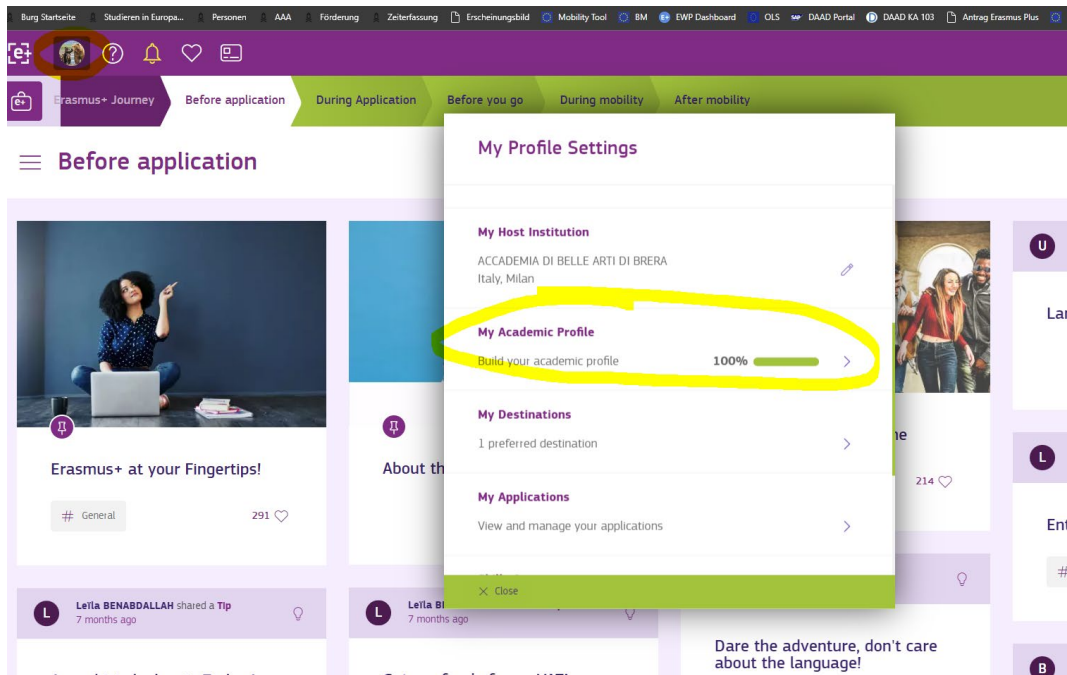 Burg Startseite Studieren in Europa... Personen AAA Förderung Zeiterfassung Erscheinungsbild Mobility Tool BM EWP Dashboard OLS DAAD Portal DAAD KA 103 Antrag Erasmus Plus
Erasmus+ Journey Before application During Application Before you go During mobility After mobility
Before application
My Profile Settings
My Host Institution
ACCADEMIA DI BELLE ARTI DI BRERA
Italy, Milan
My Academic Profile
Build your academic profile 100%
My Destinations
1 preferred destination
My Applications
View and manage your applications
Close
Erasmus+ at your Fingertips!
# General 291
214
U
L
B
L Leïla BENABDALLAH shared a Tip
7 months ago
L Leïla
7 months ago
Dare the adventure, don't care
about the language!